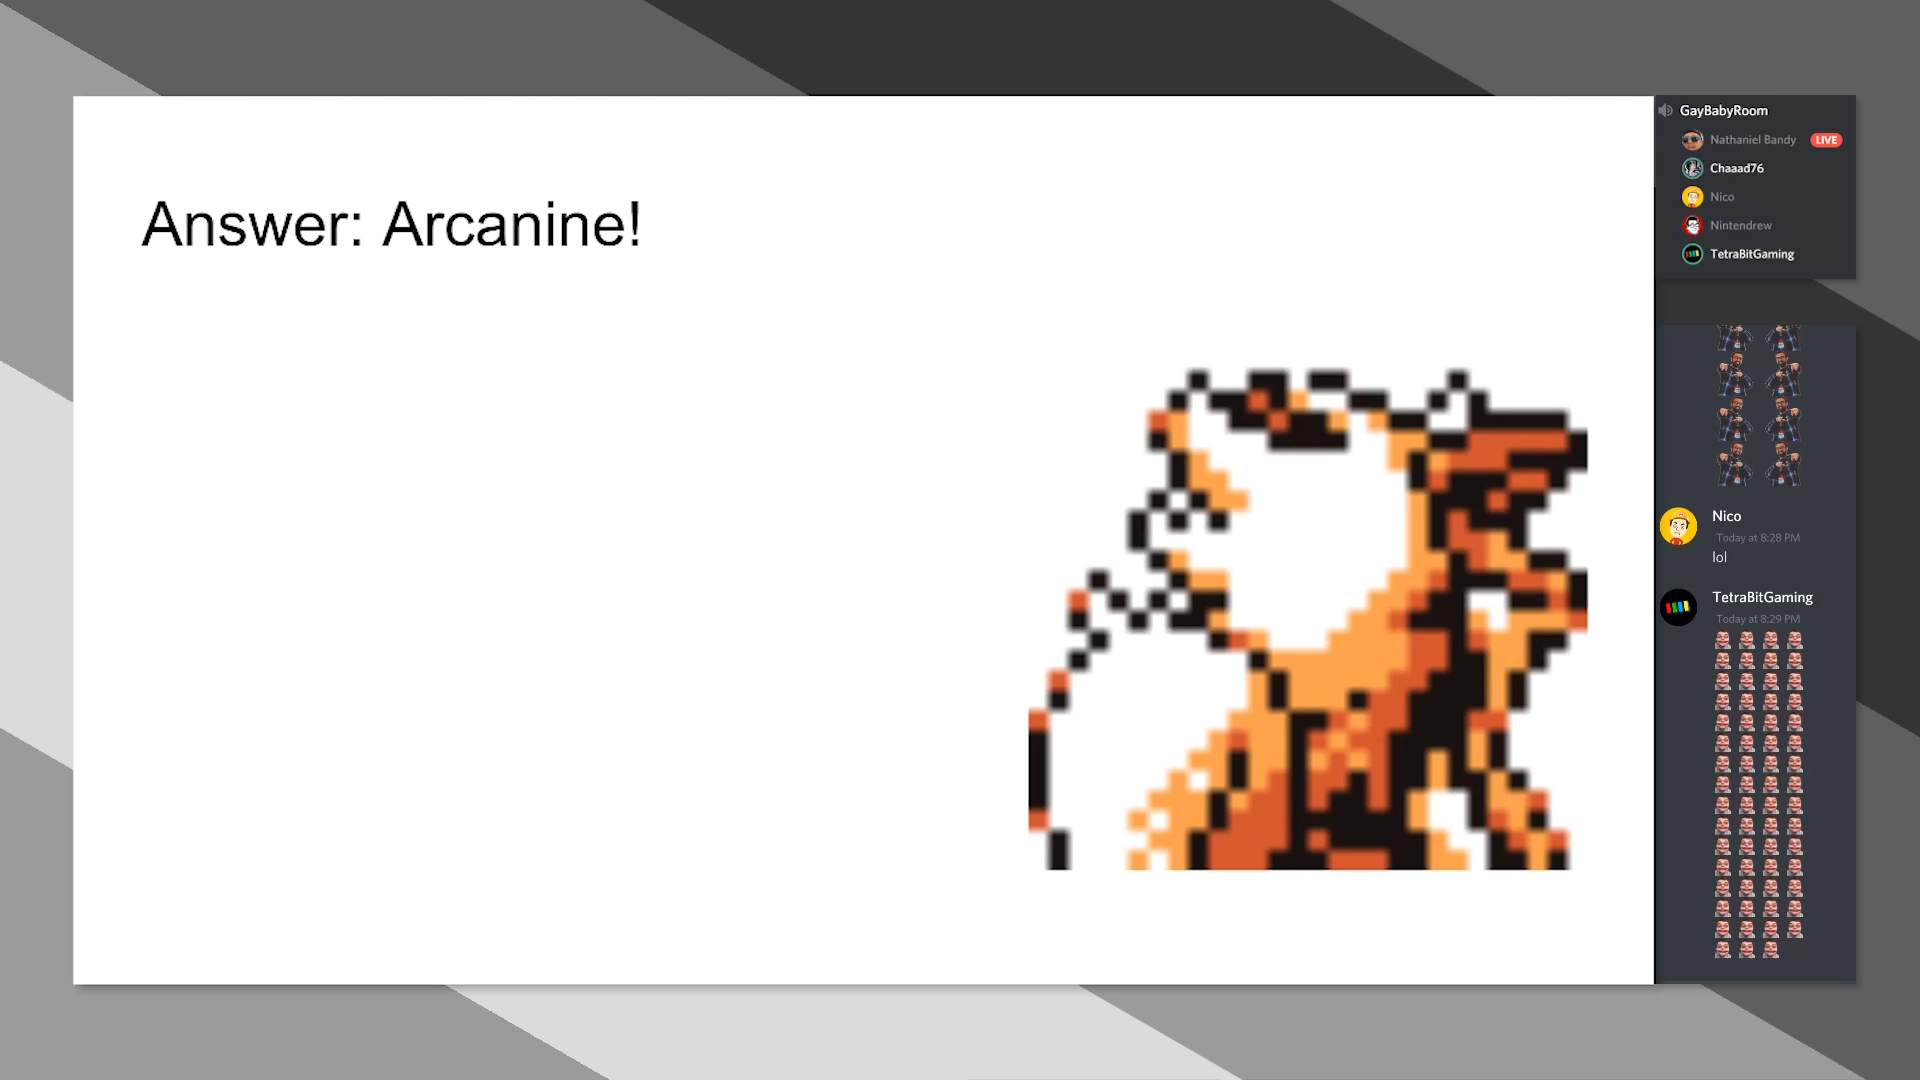 Answer: Arcanine!
GayBabyRoom
Nathaniel Bandy
LIVE
Chaaad76
Nico
Nintendrew
TetraBitGaming
Nico
Today at 8:28 PM
lol
TetraBitGaming
Today at 8:29 PM